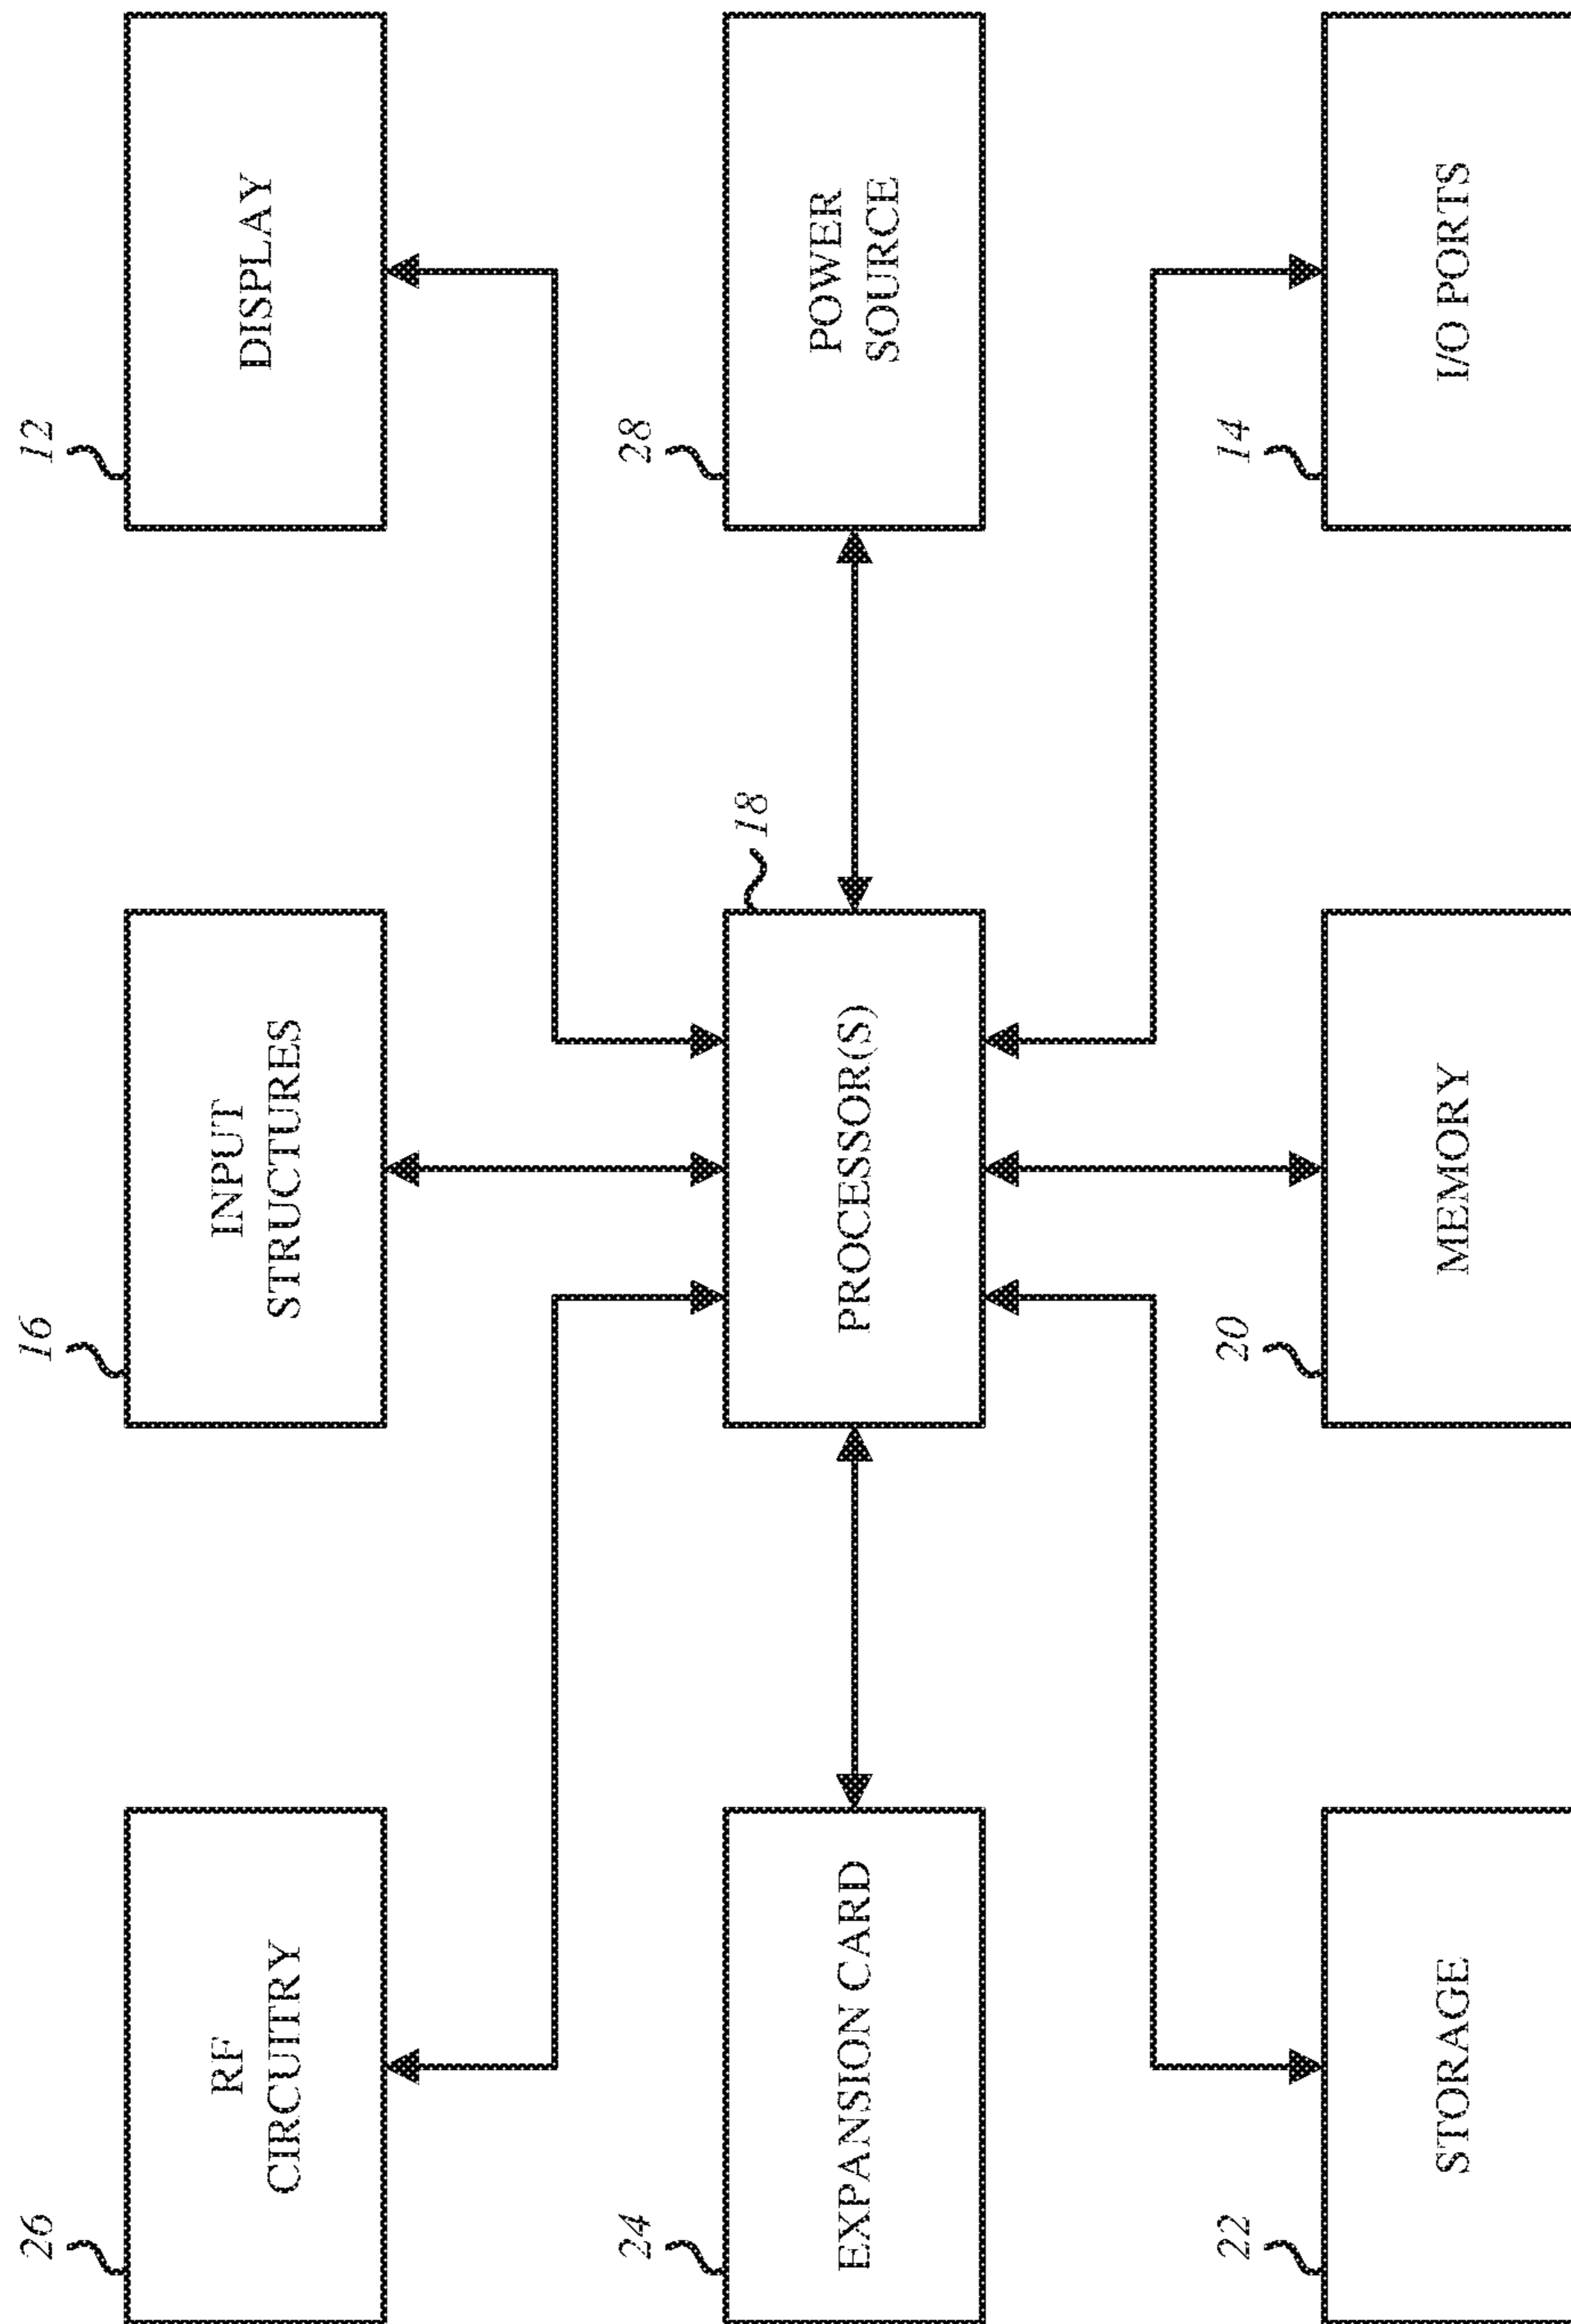 26
RF
CIRCUITRY
16
INPUT
STRUCTURES
12
DISPLAY
24
EXPANSION CARD
18
PROCESSOR(S)
28
POWER
SOURCE
22
STORAGE
20
MEMORY
14
I/O PORTS